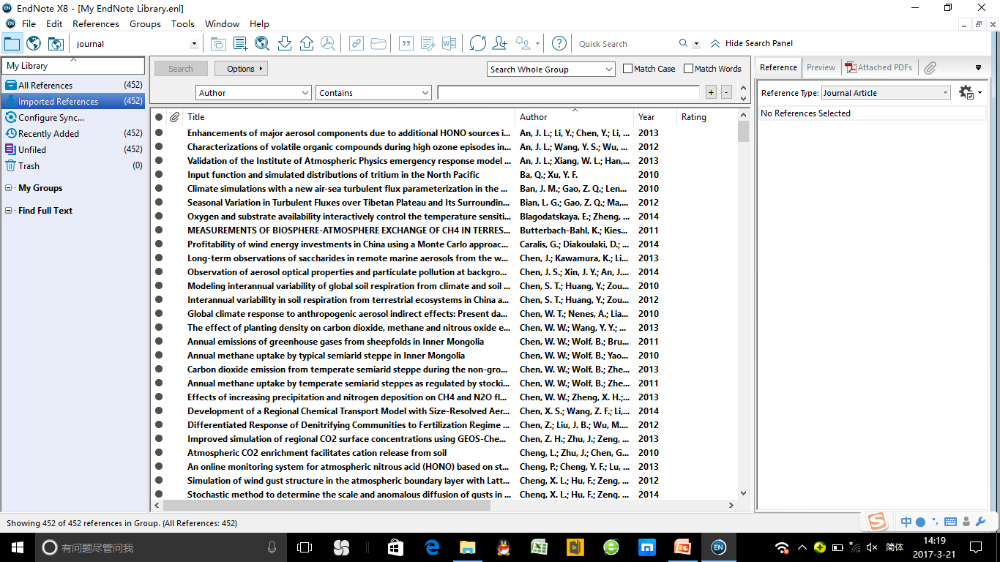 EndNote X8 - [My EndNote Library.enl]
File Edit References Groups Tools Window Help
journal
Quick Search
Hide Search Panel
My Library
All References (452)
Imported References (452)
Configure Sync...
Recently Added (452)
Unfiled (452)
Trash (0)
My Groups
Find Full Text
Search Options Search Whole Group Match Case Match Words
Author Contains + -
Title Author Year Rating
Enhancements of major aerosol components due to additional HONO sources i... An, J. L.; Li, Y.; Chen, Y.; Li, ... 2013
Characterizations of volatile organic compounds during high ozone episodes in... An, J. L.; Wang, Y. S.; Wu, ... 2012
Validation of the Institute of Atmospheric Physics emergency response model ... An, J. L.; Xiang, W. L.; Han,... 2013
Input function and simulated distributions of tritium in the North Pacific Ba, Q.; Xu, Y. F. 2010
Climate simulations with a new air-sea turbulent flux parameterization in the ... Ban, J. M.; Gao, Z. Q.; Len... 2010
Seasonal Variation in Turbulent Fluxes over Tibetan Plateau and Its Surroundin... Bian, L. G.; Gao, Z. Q.; Ma,... 2012
Oxygen and substrate availability interactively control the temperature sensiti... Blagodatskaya, E.; Zheng, ... 2014
MEASUREMENTS OF BIOSPHERE-ATMOSPHERE EXCHANGE OF CH4 IN TERRES... Butterbach-Bahl, K.; Kies... 2011
Profitability of wind energy investments in China using a Monte Carlo approac... Caralis, G.; Diakoulaki, D.; ... 2014
Long-term observations of saccharides in remote marine aerosols from the w... Chen, J.; Kawamura, K.; Li... 2013
Observation of aerosol optical properties and particulate pollution at backgro... Chen, J. S.; Xin, J. Y.; An, J.... 2014
Modeling interannual variability of global soil respiration from climate and soil ... Chen, S. T.; Huang, Y.; Zou... 2010
Interannual variability in soil respiration from terrestrial ecosystems in China a... Chen, S. T.; Huang, Y.; Zou... 2012
Global climate response to anthropogenic aerosol indirect effects: Present da... Chen, W. T.; Nenes, A.; Lia... 2010
The effect of planting density on carbon dioxide, methane and nitrous oxide e... Chen, W. W.; Wang, Y. Y.; ... 2013
Annual emissions of greenhouse gases from sheepfolds in Inner Mongolia Chen, W. W.; Wolf, B.; Bru... 2011
Annual methane uptake by typical semiarid steppe in Inner Mongolia Chen, W. W.; Wolf, B.; Yao... 2010
Carbon dioxide emission from temperate semiarid steppe during the non-gro... Chen, W. W.; Wolf, B.; Zhe... 2013
Annual methane uptake by temperate semiarid steppes as regulated by stocki... Chen, W. W.; Wolf, B.; Zhe... 2011
Effects of increasing precipitation and nitrogen deposition on CH4 and N2O fl... Chen, W. W.; Zheng, X. H.;... 2013
Development of a Regional Chemical Transport Model with Size-Resolved Aer... Chen, X. S.; Wang, Z. F.; Li,... 2014
Differentiated Response of Denitrifying Communities to Fertilization Regime ... Chen, Z.; Liu, J. B.; Wu, M.... 2012
Improved simulation of regional CO2 surface concentrations using GEOS-Che... Chen, Z. H.; Zhu, J.; Zeng, ... 2013
Atmospheric CO2 enrichment facilitates cation release from soil Cheng, L.; Zhu, J.; Chen, G... 2010
An online monitoring system for atmospheric nitrous acid (HONO) based on st... Cheng, P.; Cheng, Y. F.; Lu, ... 2013
Simulation of wind gust structure in the atmospheric boundary layer with Latt... Cheng, X. L.; Hu, F.; Zeng, ... 2012
Stochastic method to determine the scale and anomalous diffusion of gusts in ... Cheng, X. L.; Hu, F.; Zeng, ... 2014
Reference Preview Attached PDFs
Reference Type: Journal Article
No References Selected
Showing 452 of 452 references in Group. (All References: 452)
中
有问题尽管问我
EN
简体
14:19
2017-3-21